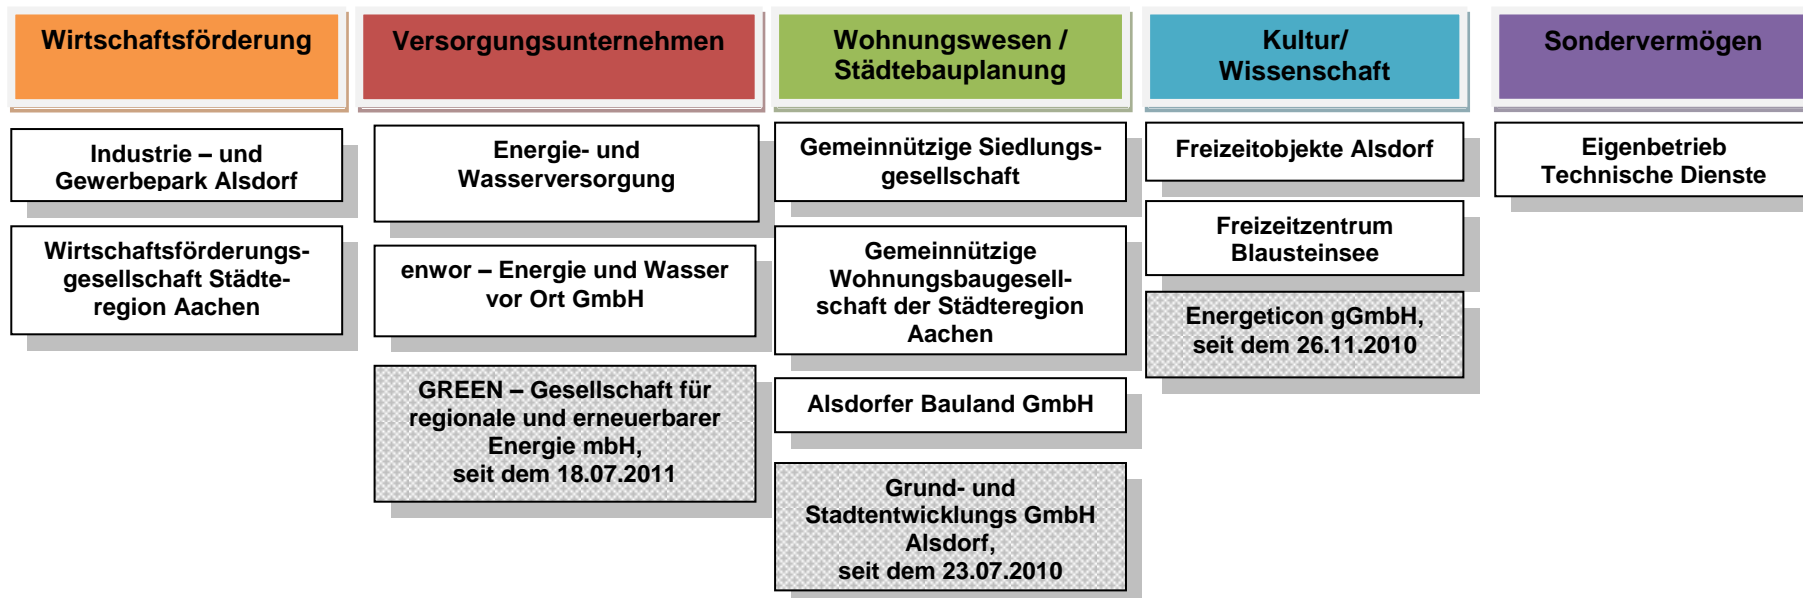 Wirtschaftsförderung
Industrie – und
Gewerbepark Alsdorf
Wirtschaftsförderungs-
gesellschaft Städte-
region Aachen
Versorgungsunternehmen
Energie- und
Wasserversorgung
enwor – Energie und Wasser
vor Ort GmbH
GREEN – Gesellschaft für
regionale und erneuerbarer
Energie mbH,
seit dem 18.07.2011
Wohnungswesen /
Städtebauplanung
Gemeinnützige Siedlungs-
gesellschaft
Gemeinnützige
Wohnungsbaugesell-
schaft der Städteregion
Aachen
Alsdorfer Bauland GmbH
Grund- und
Stadtentwicklungs GmbH
Alsdorf,
seit dem 23.07.2010
Kultur/
Wissenschaft
Freizeitobjekte Alsdorf
Freizeitzentrum
Blausteinsee
Energeticon gGmbH,
seit dem 26.11.2010
Sondervermögen
Eigenbetrieb
Technische Dienste